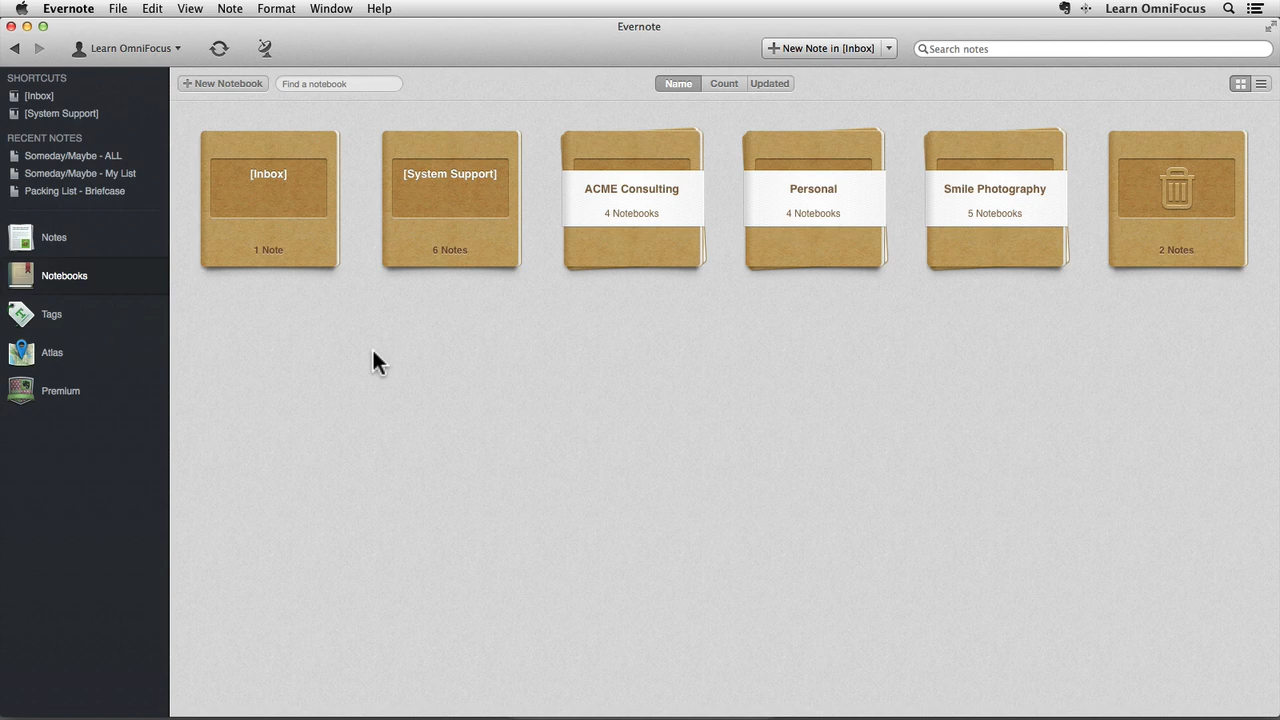 Evernote File Edit View Note Format Window Help Learn OmniFocus
Evernote
Learn OmniFocus
New Note in [Inbox]
Search notes
SHORTCUTS
[Inbox]
[System Support]
RECENT NOTES
Someday/Maybe - ALL
Someday/Maybe - My List
Packing List - Briefcase
Notes
Notebooks
Tags
Atlas
Premium
+ New Notebook
Find a notebook
Name Count Updated
[Inbox]
1 Note
[System Support]
6 Notes
ACME Consulting
4 Notebooks
Personal
4 Notebooks
Smile Photography
5 Notebooks
2 Notes